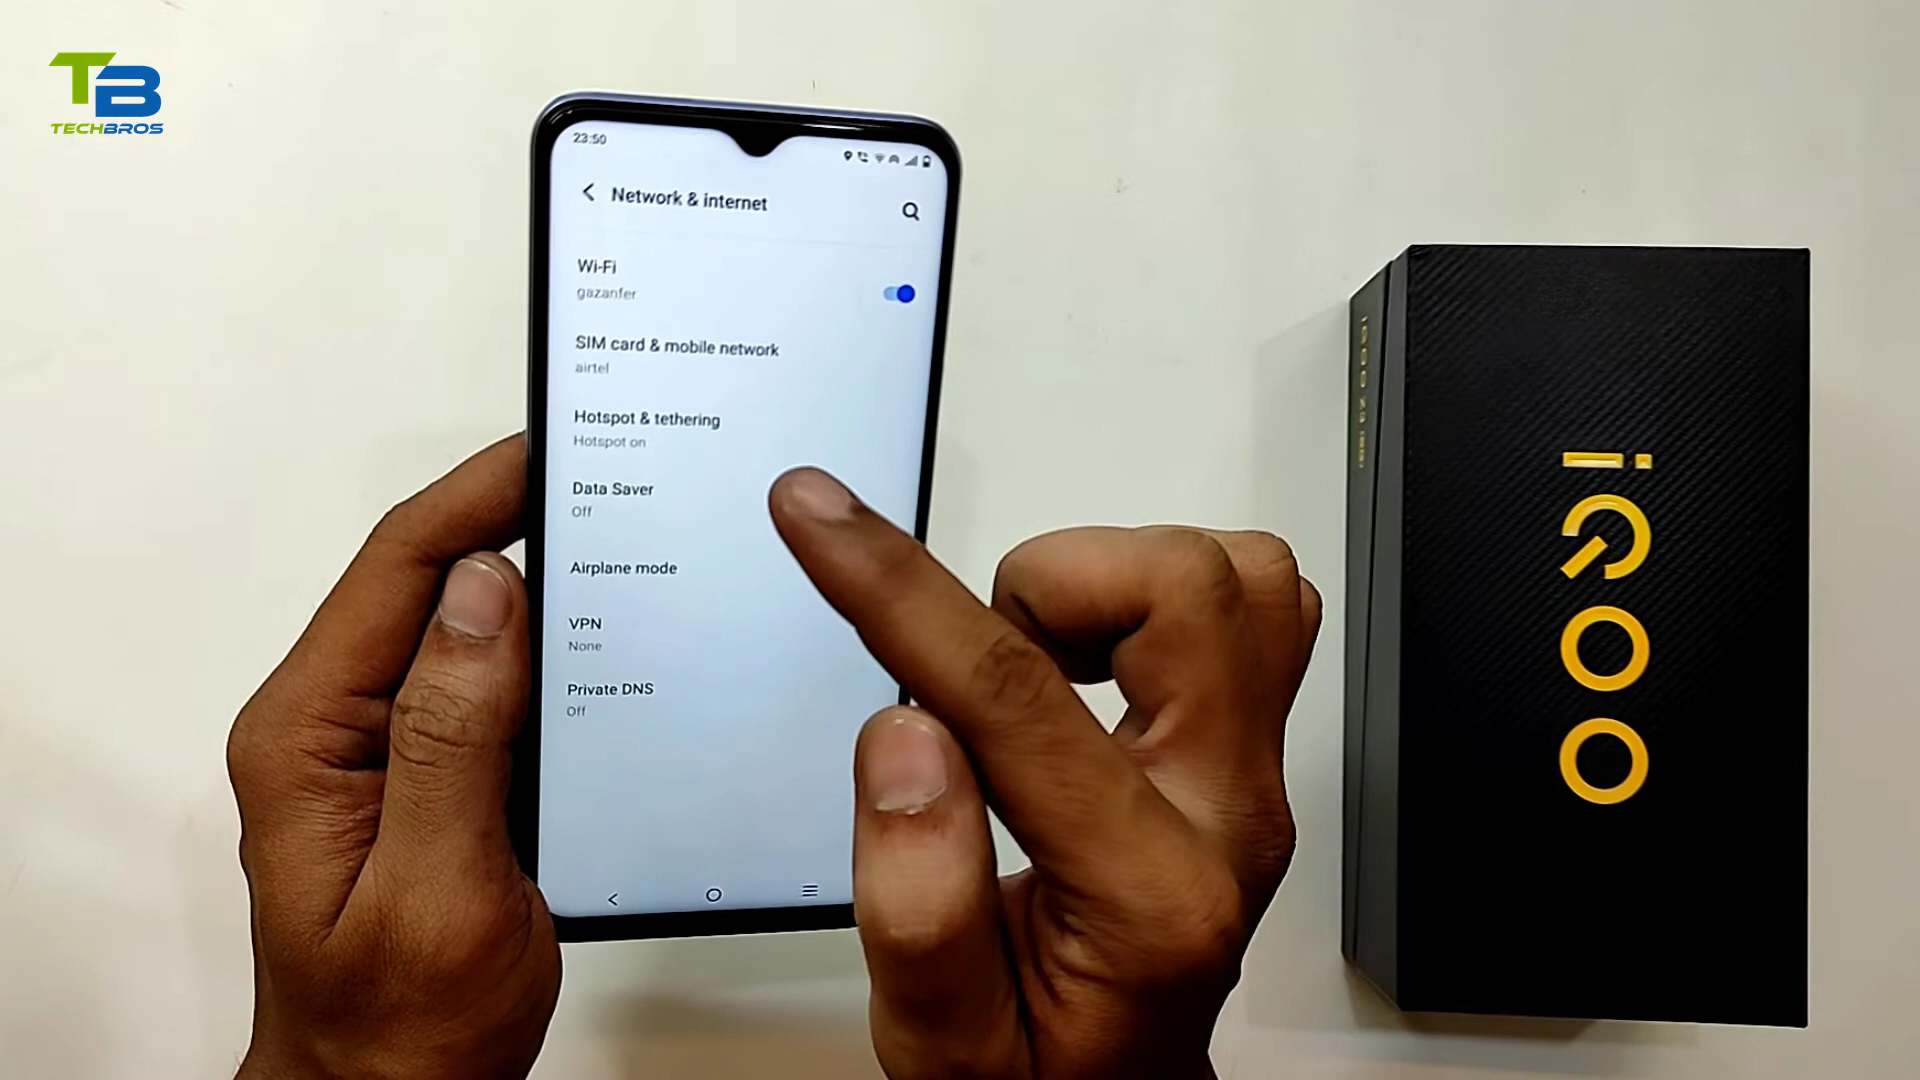 TB
TECHBROS
23:50
Network & internet
Wi-Fi
gazanfer
SIM card & mobile network
airtel
Hotspot & tethering
Hotspot on
Data Saver
Off
Airplane mode
VPN
None
Private DNS
Off
iQOO